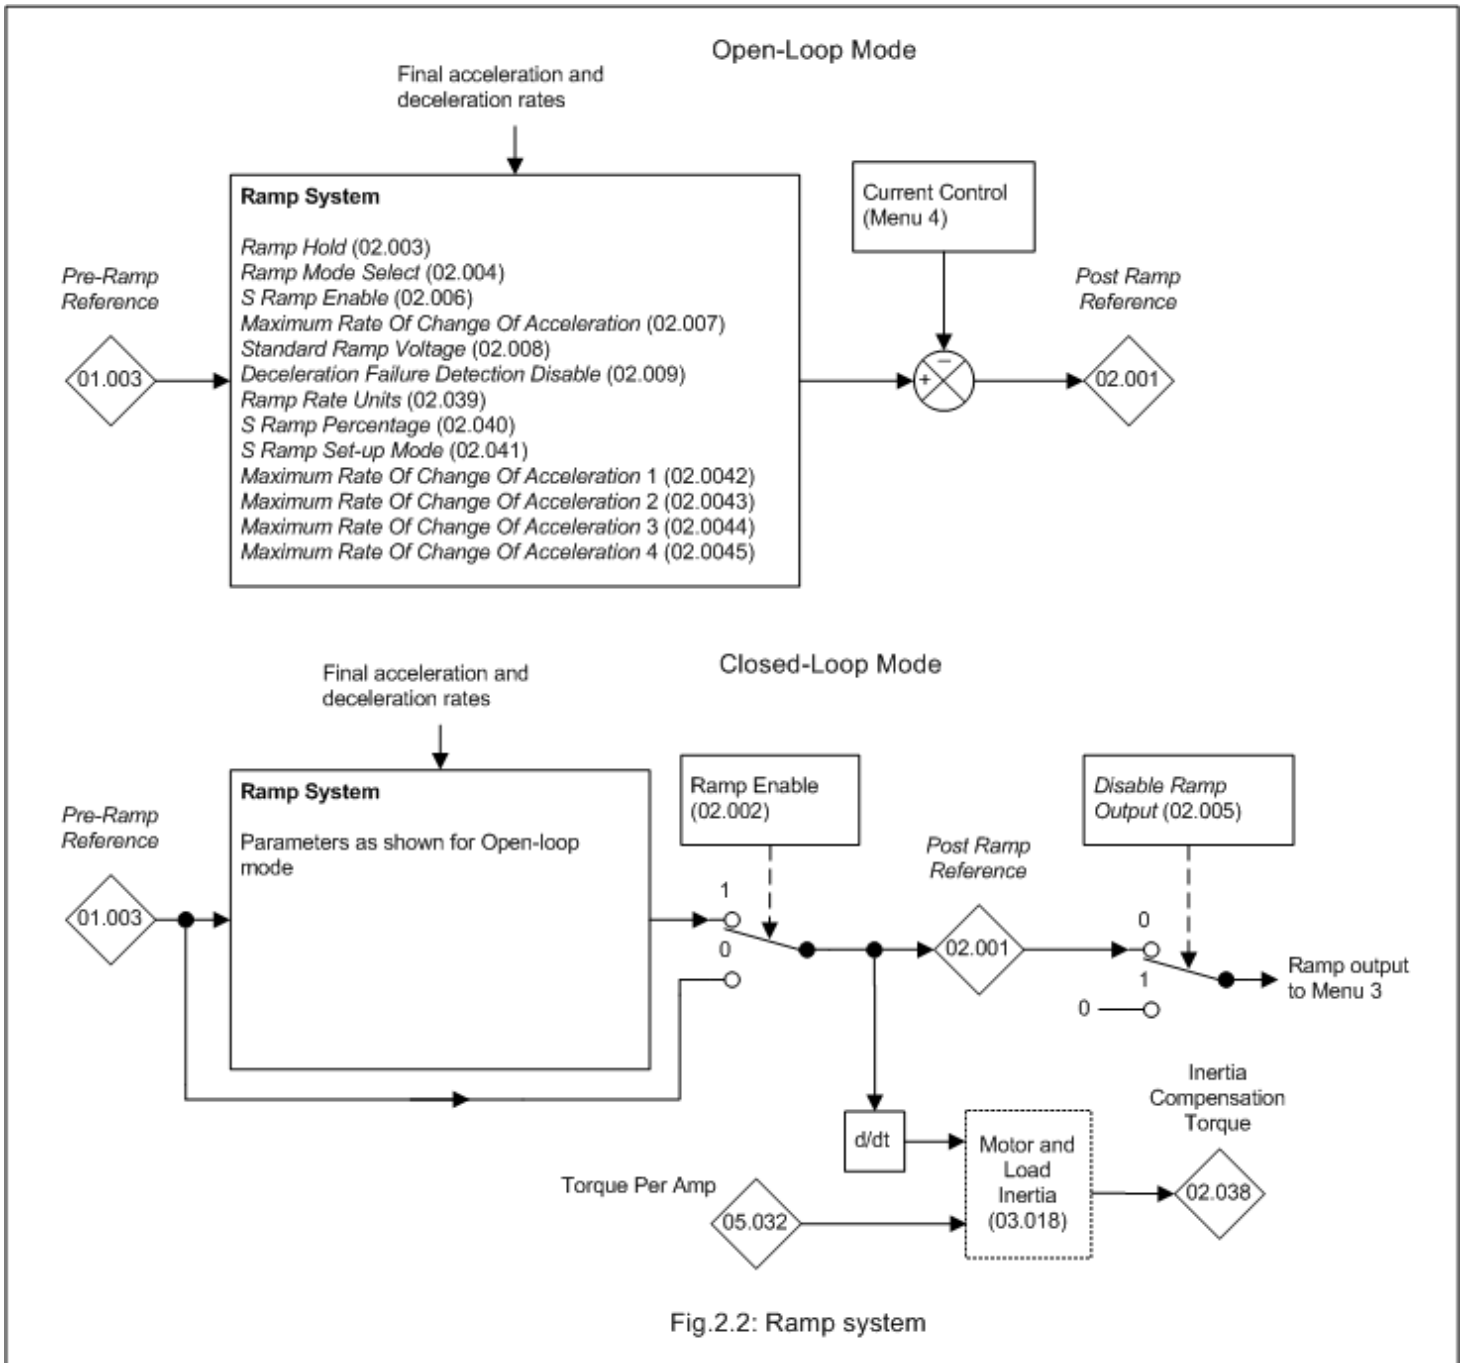 Open-Loop Mode
Final acceleration and
deceleration rates
Ramp System
Ramp Hold (02.003)
Ramp Mode Select (02.004)
S Ramp Enable (02.006)
Maximum Rate Of Change Of Acceleration (02.007)
Standard Ramp Voltage (02.008)
Deceleration Failure Detection Disable (02.009)
Ramp Rate Units (02.039)
S Ramp Percentage (02.040)
S Ramp Set-up Mode (02.041)
Maximum Rate Of Change Of Acceleration 1 (02.0042)
Maximum Rate Of Change Of Acceleration 2 (02.0043)
Maximum Rate Of Change Of Acceleration 3 (02.0044)
Maximum Rate Of Change Of Acceleration 4 (02.0045)
Pre-Ramp
Reference
01.003
Current Control
(Menu 4)
−
+
Post Ramp
Reference
02.001
Closed-Loop Mode
Final acceleration and
deceleration rates
Ramp System
Parameters as shown for Open-loop
mode
Pre-Ramp
Reference
01.003
Ramp Enable
(02.002)
1
0
Post Ramp
Reference
02.001
Disable Ramp
Output (02.005)
0
1
0
Ramp output
to Menu 3
d/dt
Torque Per Amp
05.032
Motor and
Load
Inertia
(03.018)
Inertia
Compensation
Torque
02.038
Fig.2.2: Ramp system